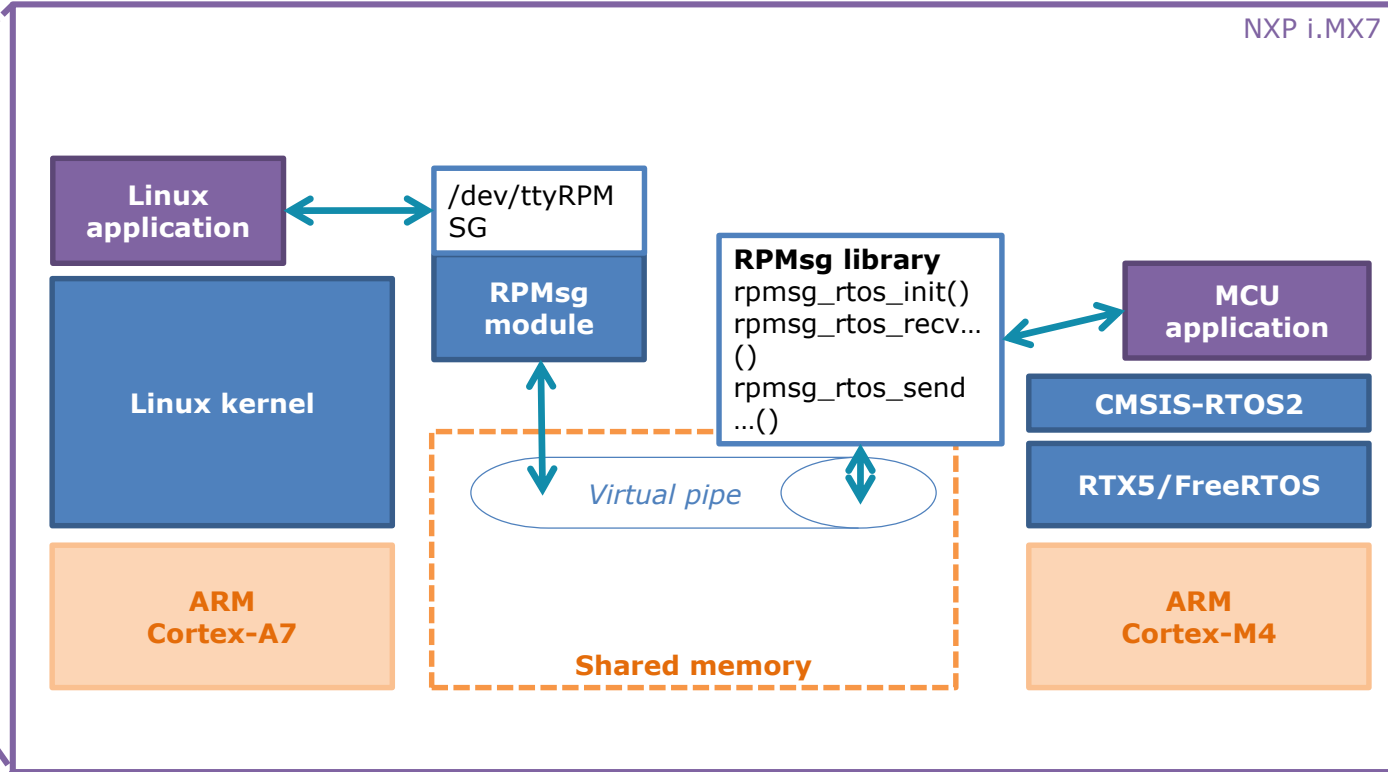 NXP i.MX7
Linux
application
/dev/ttyRPM
SG
RPMsg
module
Linux kernel
ARM
Cortex-A7
RPMsg library
rpmsg_rtos_init()
rpmsg_rtos_recv…
()
rpmsg_rtos_send
…()
Virtual pipe
Shared memory
MCU
application
CMSIS-RTOS2
RTX5/FreeRTOS
ARM
Cortex-M4